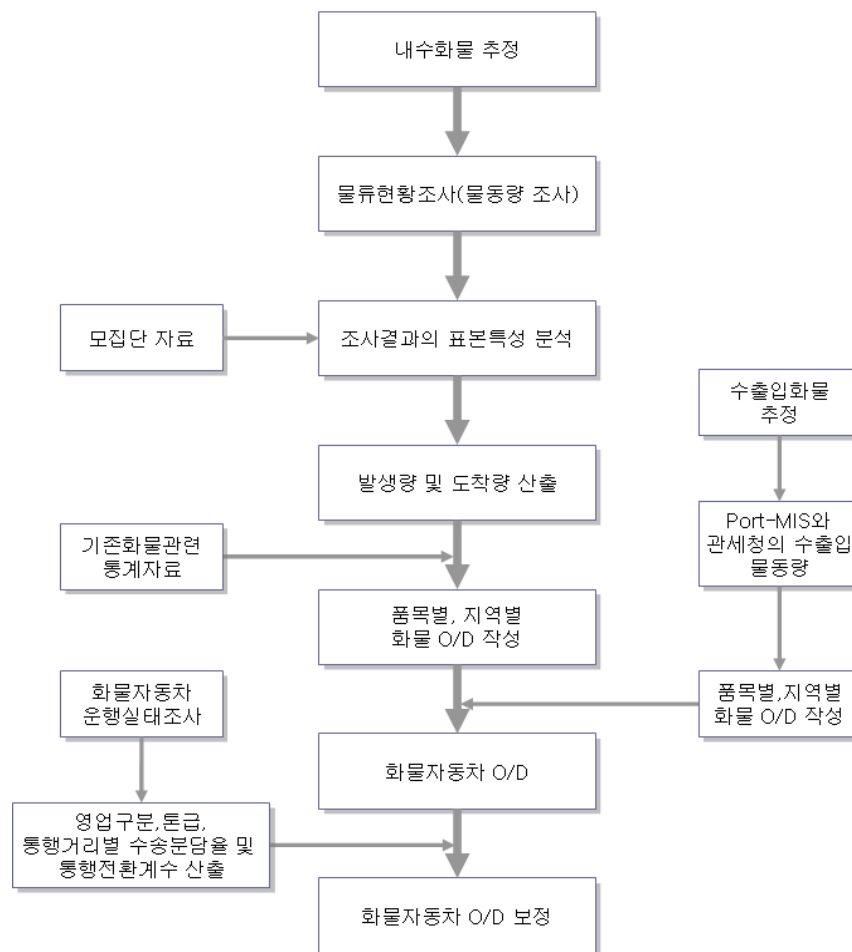 내수화물 추정
물류현황조사(물동량 조사)
모집단 자료
조사결과의 표본특성 분석
수출입화물
추정
발생량 및 도착량 산출
Port-MIS와
관세청의 수출입
물동량
기존화물관련
통계자료
품목별, 지역별
화물 O/D 작성
화물자동차
운행실태조사
품목별,지역별
화물 O/D 작성
화물자동차 O/D
영업구분,톤급,
통행거리별 수송분담율 및
통행전환계수 산출
화물자동차 O/D 보정